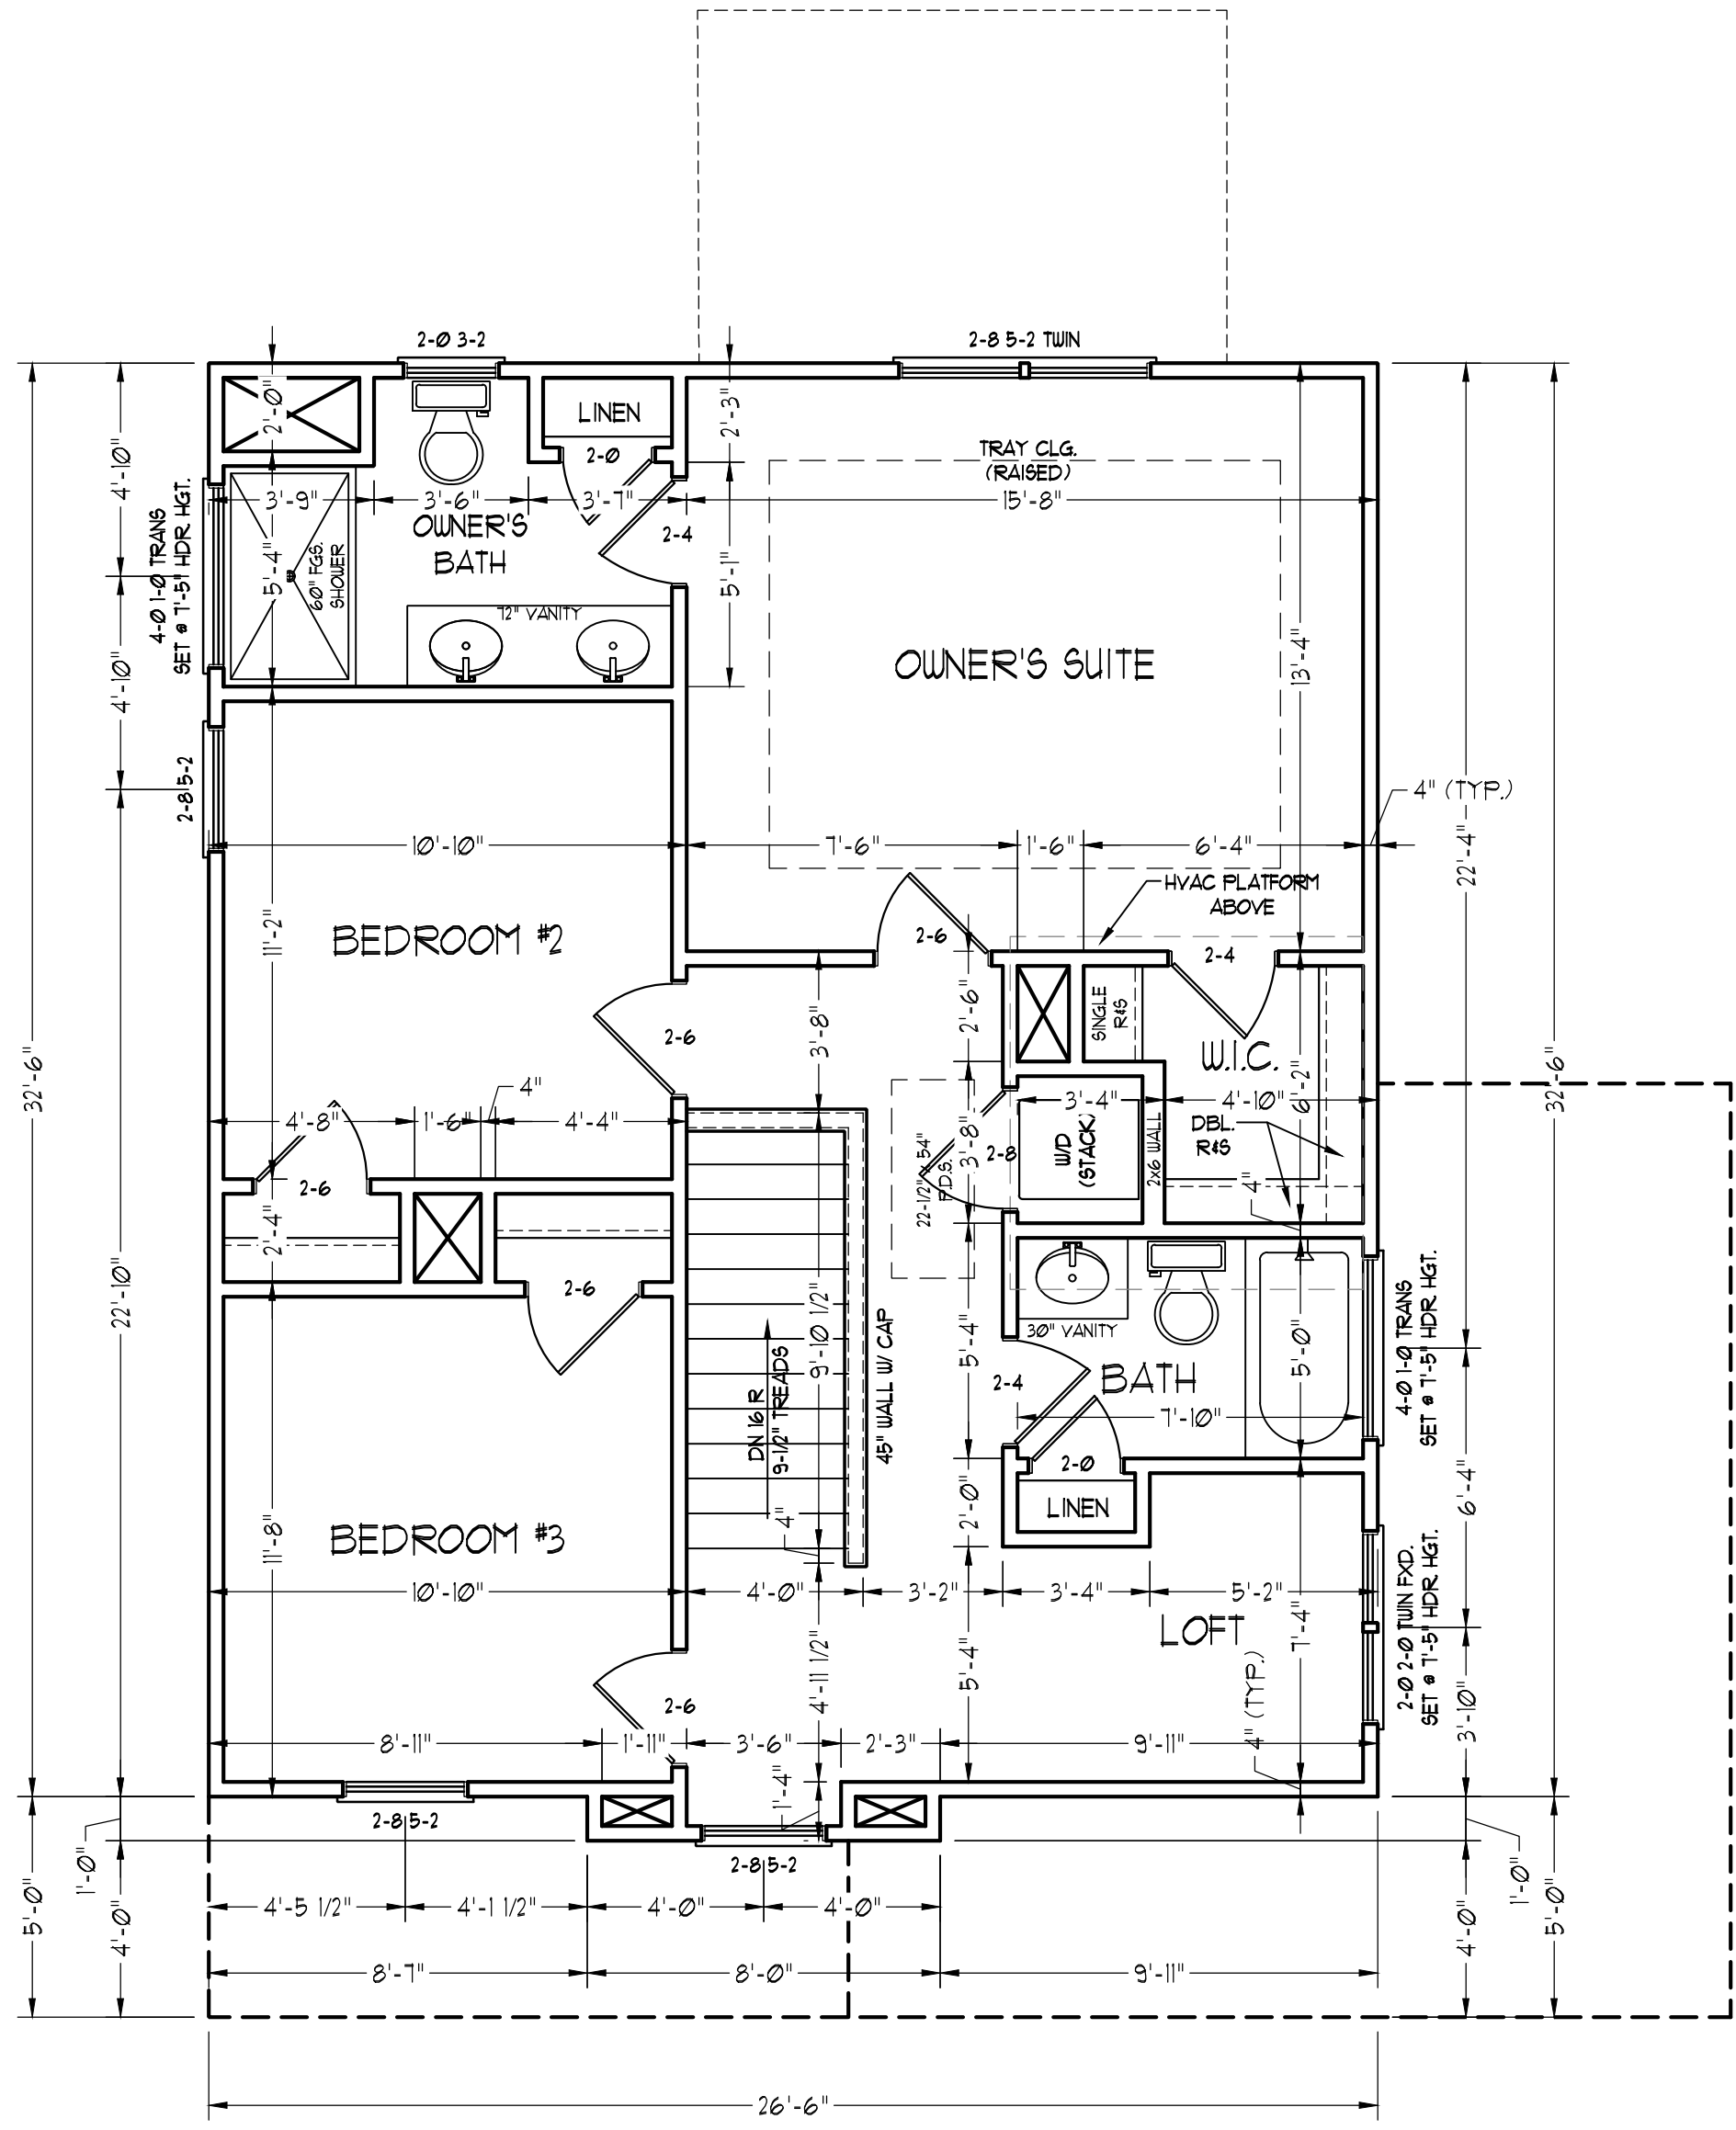 2-0 3-2
2-8 5-2 TWIN
LINEN
2'-0"
2'-3"
TRAY CLG.
(RAISED)
2-0
4'-10"
3'-9"
3'-6"
3'-7"
15'-8"
4-0 1-0 TRANS
SET @ 7'-5" HDR HGT.
OWNER'S
BATH
2-4
5'-4"
60" FGS.
SHOWER
5'-1"
72" VANITY
4'-10"
OWNER'S SUITE
13'-4"
2-8 5-2
4" (TYP.)
10'-10"
7'-6"
1'-6"
6'-4"
22'-4"
HVAC PLATFORM
ABOVE
BEDROOM #2
11'-2"
2-6
2-4
2'-6"
SINGLE
R&S
2-6
3'-8"
W.I.C.
32'-6"
32'-6"
4"
4'-8"
1'-6"
4'-4"
3'-4"
4'-10"
6'-2"
3'-8"
22-1/2" x 54"
P.D.S.
2-8
W/D
(STACK)
2x6 WALL
DBL.
R&S
4"
2-6
2'-4"
22'-10"
2-6
9'-10 1/2"
45" WALL W/ CAP
5'-4"
30" VANITY
5'-0"
4-0 1-0 TRANS
SET @ 7'-5" HDR HGT.
DN 16 R
9-1/2" TREADS
2-4
BATH
7'-10"
2-0
6'-4"
4"
2'-0"
LINEN
BEDROOM #3
11'-8"
10'-10"
4'-0"
3'-2"
3'-4"
5'-2"
LOFT
7'-4"
2-0 2-0 TWIN FXD.
SET @ 7'-5" HDR HGT.
4'-11 1/2"
5'-4"
4" (TYP.)
3'-10"
2-6
8'-11"
1'-11"
3'-6"
2'-3"
9'-11"
1'-4"
2-8 5-2
2-8 5-2
1'-0"
1'-0"
5'-0"
4'-0"
4'-5 1/2"
4'-1 1/2"
4'-0"
4'-0"
4'-0"
5'-0"
8'-7"
8'-0"
9'-11"
26'-6"